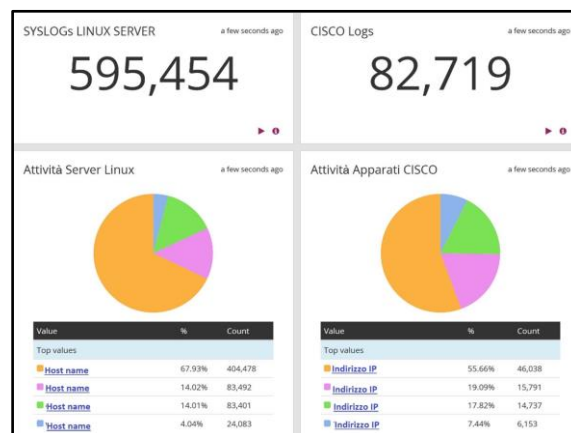 SYSLOGs LINUX SERVER a few seconds ago
595,454
CISCO Logs a few seconds ago
82,719
Attività Server Linux a few seconds ago
Value % Count
Top values
Host name 67.93% 404,478
Host name 14.02% 83,492
Host name 14.01% 83,401
Host name 4.04% 24,083
Attività Apparati CISCO a few seconds ago
Value % Count
Top values
Indirizzo IP 55.66% 46,038
Indirizzo IP 19.09% 15,791
Indirizzo IP 17.82% 14,737
Indirizzo IP 7.44% 6,153